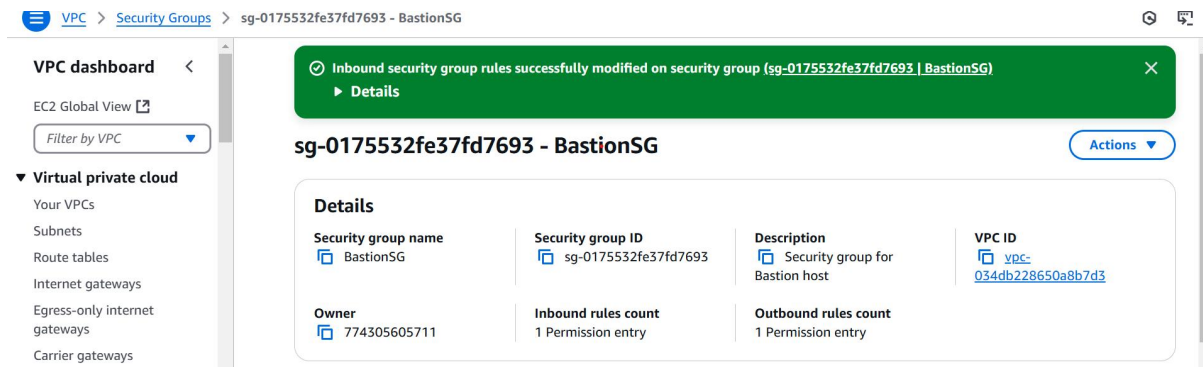 VPC > Security Groups > sg-0175532fe37fd7693 - BastionSG
VPC dashboard
EC2 Global View
Filter by VPC
Virtual private cloud
Your VPCs
Subnets
Route tables
Internet gateways
Egress-only internet
gateways
Carrier gateways
Inbound security group rules successfully modified on security group (sg-0175532fe37fd7693 | BastionSG)
Details
sg-0175532fe37fd7693 - BastionSG
Actions
Details
Security group name
BastionSG
Security group ID
sg-0175532fe37fd7693
Description
Security group for
Bastion host
VPC ID
vpc-
034db228650a8b7d3
Owner
774305605711
Inbound rules count
1 Permission entry
Outbound rules count
1 Permission entry